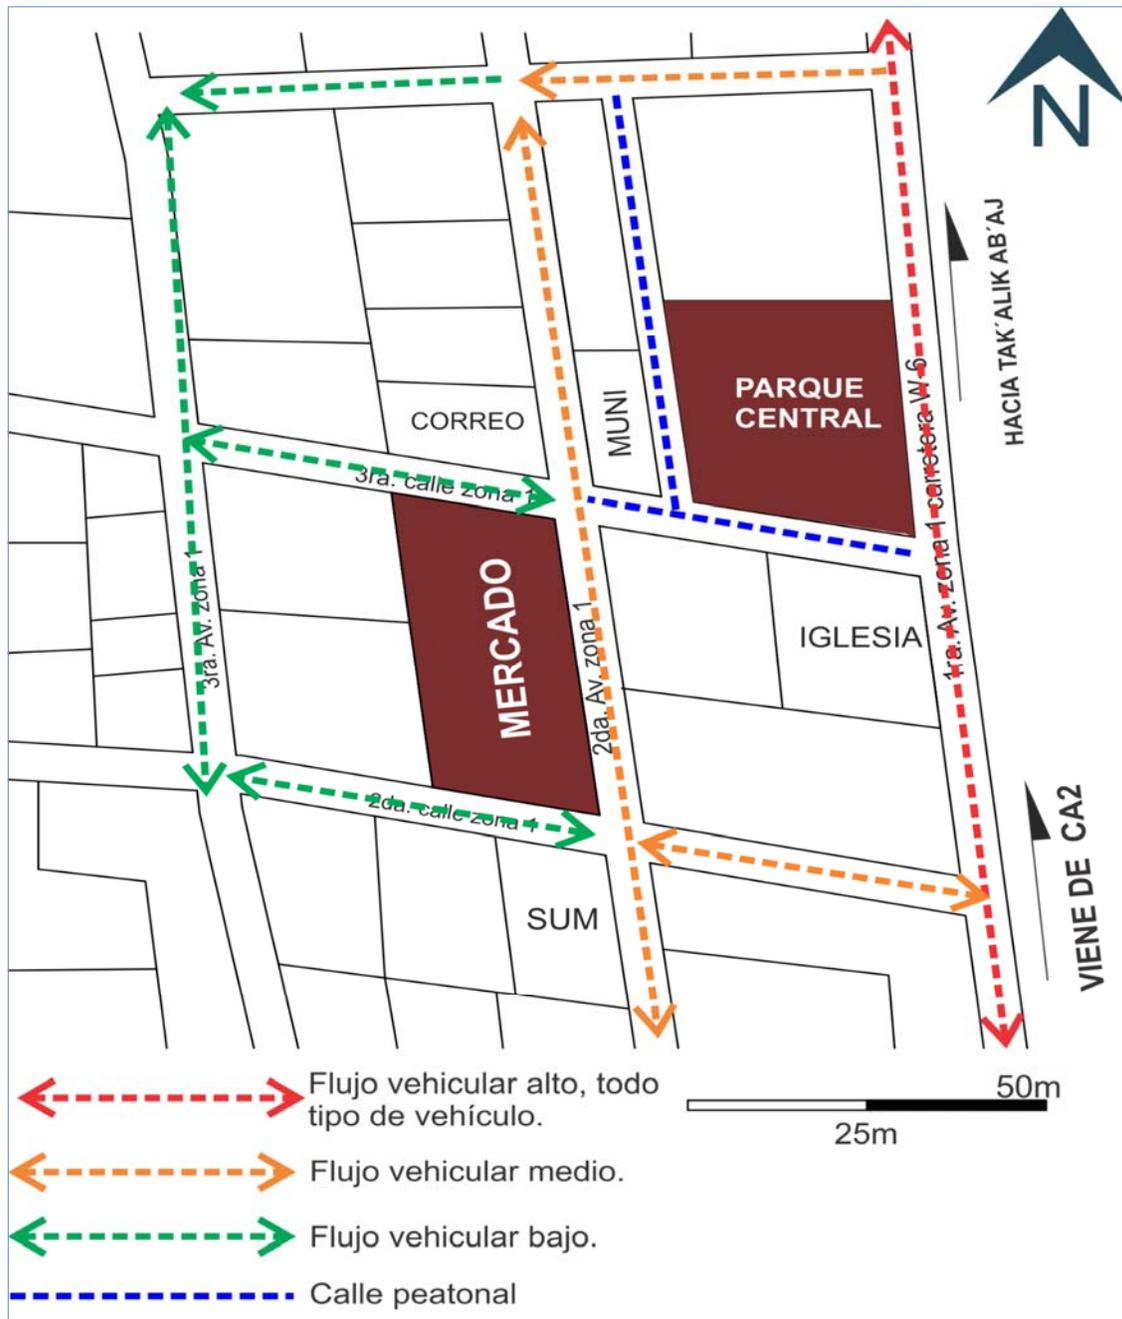 N
HACIA TAK´ALIK AB´AJ
PARQUE
CENTRAL
MUNI
CORREO
3ra. calle zona 1
1ra. Av. zona 1 carretera W-6
MERCADO
3ra. Av. zona 1
2da. Av. zona 1
IGLESIA
2da. calle zona 1
VIENE DE CA2
SUM
Flujo vehicular alto, todo
tipo de vehículo.
50m
25m
Flujo vehicular medio.
Flujo vehicular bajo.
Calle peatonal